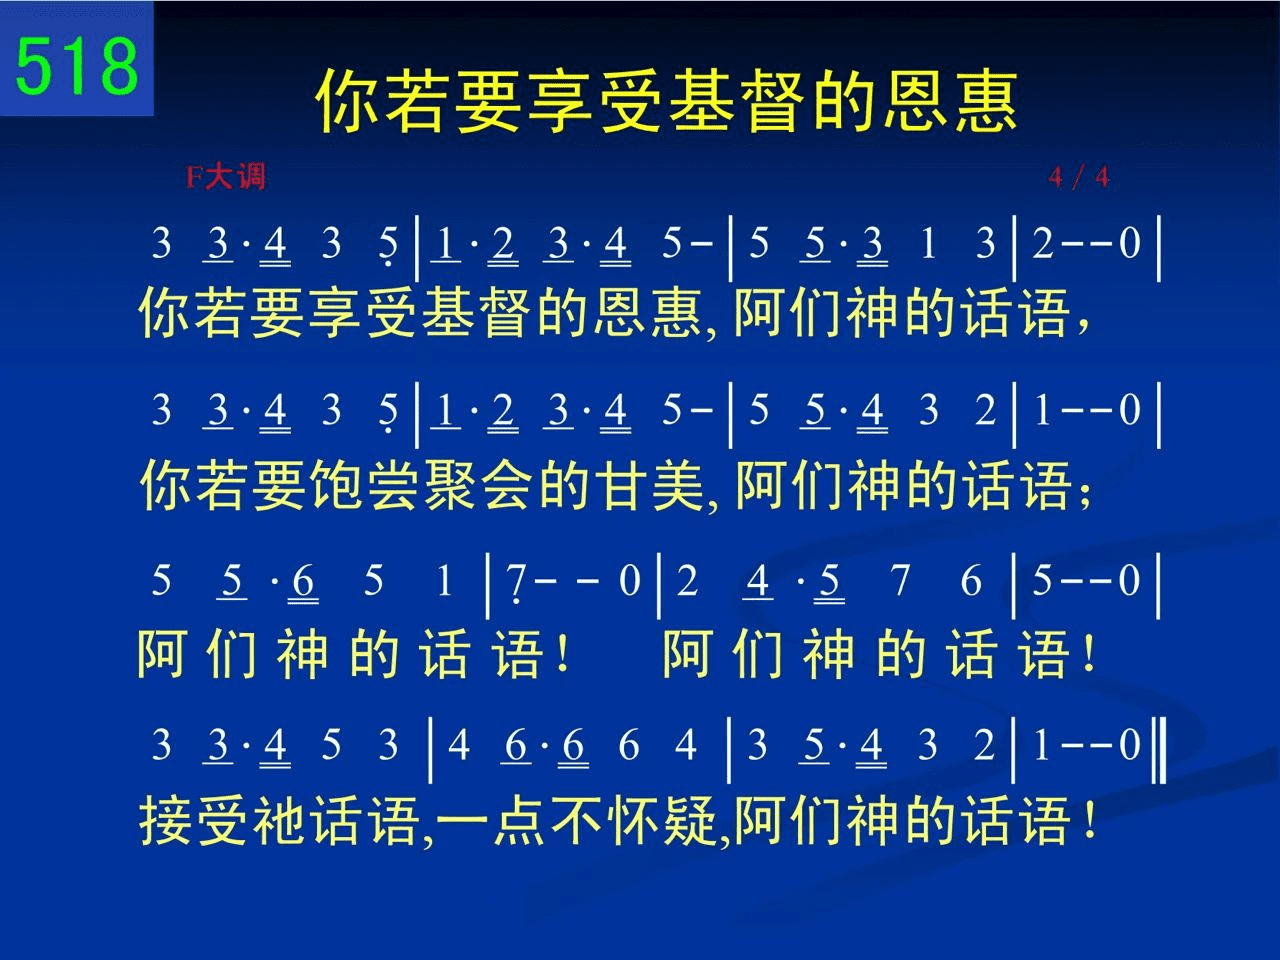 518
你若要享受基督的恩惠
F大调 4 / 4
3 3·4 3 5̣|1·2 3·4 5-|5 5·3 1 3|2--0|
你若要享受基督的恩惠, 阿们神的话语，
3 3·4 3 5̣|1·2 3·4 5-|5 5·4 3 2|1--0|
你若要饱尝聚会的甘美, 阿们神的话语；
5 5 ·6 5 1 |7̣- - 0|2 4 ·5 7 6|5--0|
阿 们 神 的 话 语！ 阿 们 神 的 话 语！
3 3·4 5 3 |4 6·6 6 4 |3 5·4 3 2|1--0‖
接受祂话语,一点不怀疑,阿们神的话语！